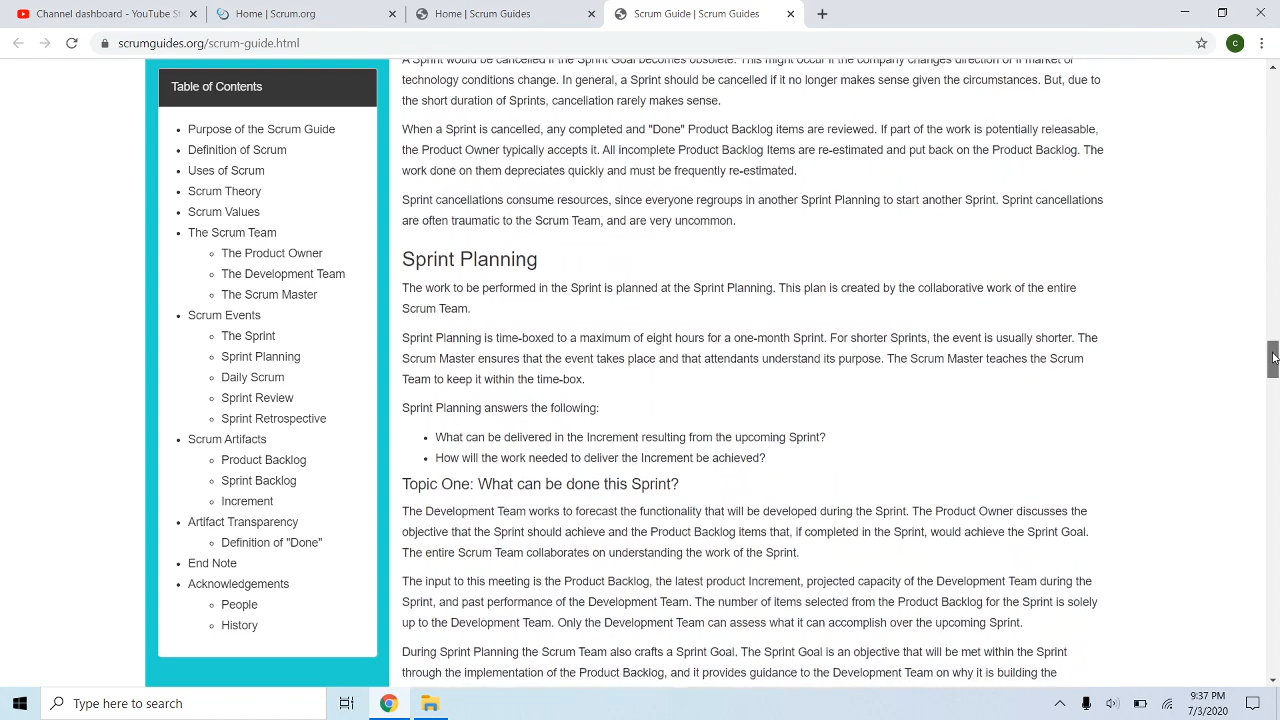 Channel dashboard - YouTube S
Home | Scrum.org
Home | Scrum Guides
Scrum Guide | Scrum Guides
scrumguides.org/scrum-guide.html
C
Table of Contents
Purpose of the Scrum Guide
Definition of Scrum
Uses of Scrum
Scrum Theory
Scrum Values
The Scrum Team
The Product Owner
The Development Team
The Scrum Master
Scrum Events
The Sprint
Sprint Planning
Daily Scrum
Sprint Review
Sprint Retrospective
Scrum Artifacts
Product Backlog
Sprint Backlog
Increment
Artifact Transparency
Definition of "Done"
End Note
Acknowledgements
People
History
A Sprint would be cancelled if the Sprint Goal becomes obsolete. This might occur if the company changes direction or if market or
technology conditions change. In general, a Sprint should be cancelled if it no longer makes sense given the circumstances. But, due to
the short duration of Sprints, cancellation rarely makes sense.
When a Sprint is cancelled, any completed and "Done" Product Backlog items are reviewed. If part of the work is potentially releasable,
the Product Owner typically accepts it. All incomplete Product Backlog Items are re-estimated and put back on the Product Backlog. The
work done on them depreciates quickly and must be frequently re-estimated.
Sprint cancellations consume resources, since everyone regroups in another Sprint Planning to start another Sprint. Sprint cancellations
are often traumatic to the Scrum Team, and are very uncommon.
Sprint Planning
The work to be performed in the Sprint is planned at the Sprint Planning. This plan is created by the collaborative work of the entire
Scrum Team.
Sprint Planning is time-boxed to a maximum of eight hours for a one-month Sprint. For shorter Sprints, the event is usually shorter. The
Scrum Master ensures that the event takes place and that attendants understand its purpose. The Scrum Master teaches the Scrum
Team to keep it within the time-box.
Sprint Planning answers the following:
What can be delivered in the Increment resulting from the upcoming Sprint?
How will the work needed to deliver the Increment be achieved?
Topic One: What can be done this Sprint?
The Development Team works to forecast the functionality that will be developed during the Sprint. The Product Owner discusses the
objective that the Sprint should achieve and the Product Backlog items that, if completed in the Sprint, would achieve the Sprint Goal.
The entire Scrum Team collaborates on understanding the work of the Sprint.
The input to this meeting is the Product Backlog, the latest product Increment, projected capacity of the Development Team during the
Sprint, and past performance of the Development Team. The number of items selected from the Product Backlog for the Sprint is solely
up to the Development Team. Only the Development Team can assess what it can accomplish over the upcoming Sprint.
During Sprint Planning the Scrum Team also crafts a Sprint Goal. The Sprint Goal is an objective that will be met within the Sprint
through the implementation of the Product Backlog, and it provides guidance to the Development Team on why it is building the
Type here to search
9:37 PM
7/3/2020